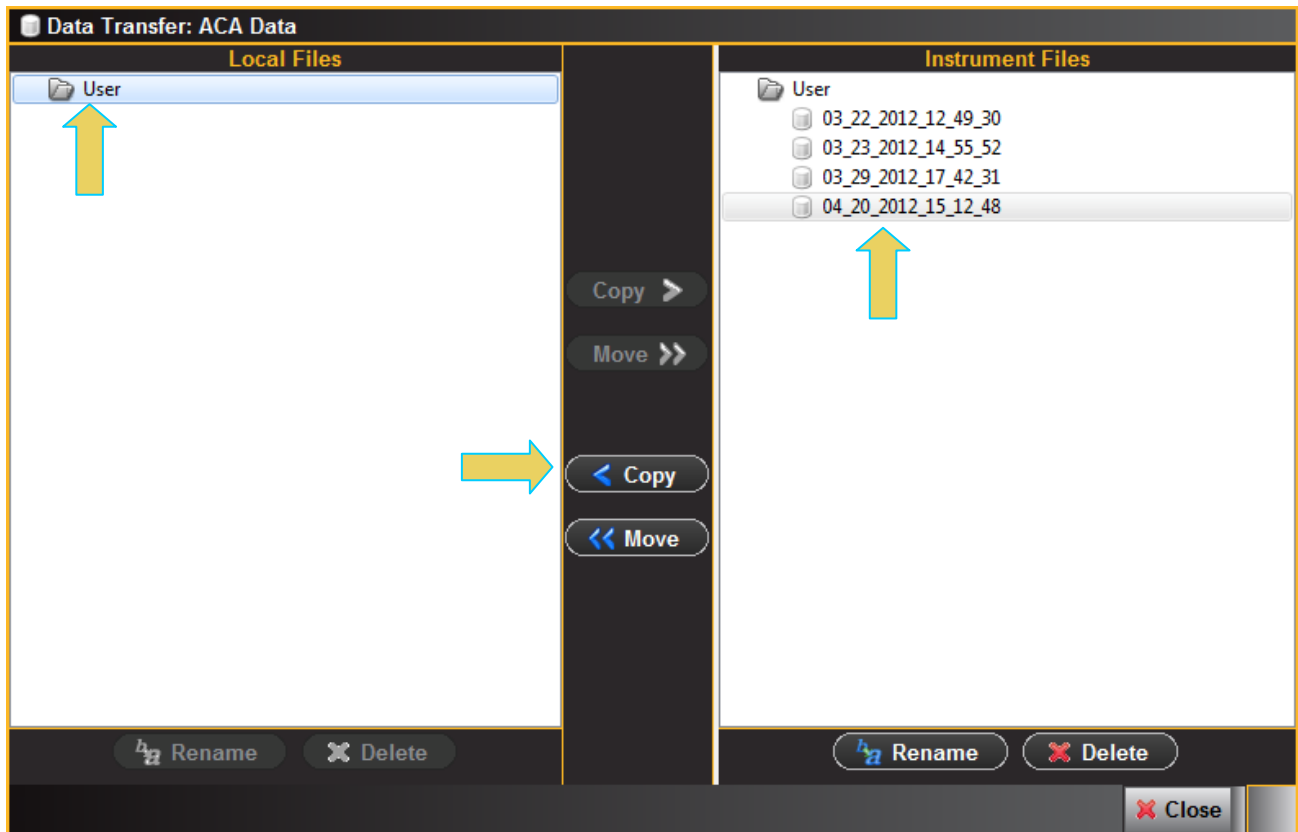 Data Transfer: ACA Data
Local Files
User
Copy
Move
Copy
Move
Instrument Files
User
03_22_2012_12_49_30
03_23_2012_14_55_52
03_29_2012_17_42_31
04_20_2012_15_12_48
Rename Delete
Rename Delete
Close